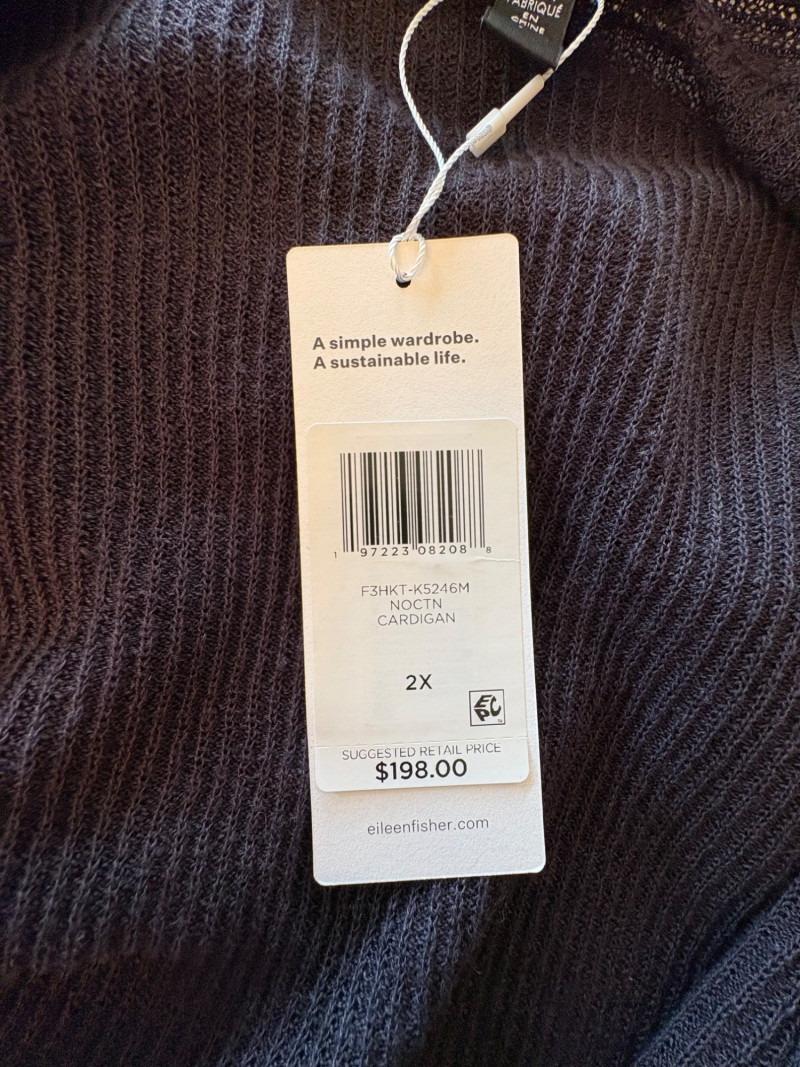 FABRIQUÉ
EN
CHINE
A simple wardrobe.
A sustainable life.
1 97223 08208 8
F3HKT-K5246M
NOCTN
CARDIGAN
2X
EPC
SUGGESTED RETAIL PRICE
$198.00
eileenfisher.com